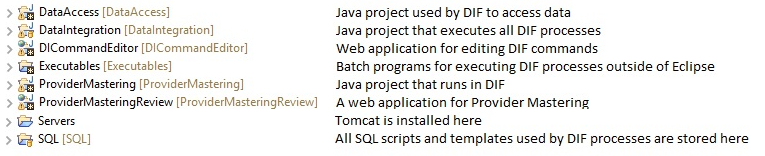 DataAccess [DataAccess] Java project used by DIF to access data
DataIntegration [DataIntegration] Java project that executes all DIF processes
DICommandEditor [DICommandEditor] Web application for editing DIF commands
Executables [Executables] Batch programs for executing DIF processes outside of Eclipse
ProviderMastering [ProviderMastering] Java project that runs in DIF
ProviderMasteringReview [ProviderMasteringReview] A web application for Provider Mastering
Servers Tomcat is installed here
SQL [SQL] All SQL scripts and templates used by DIF processes are stored here